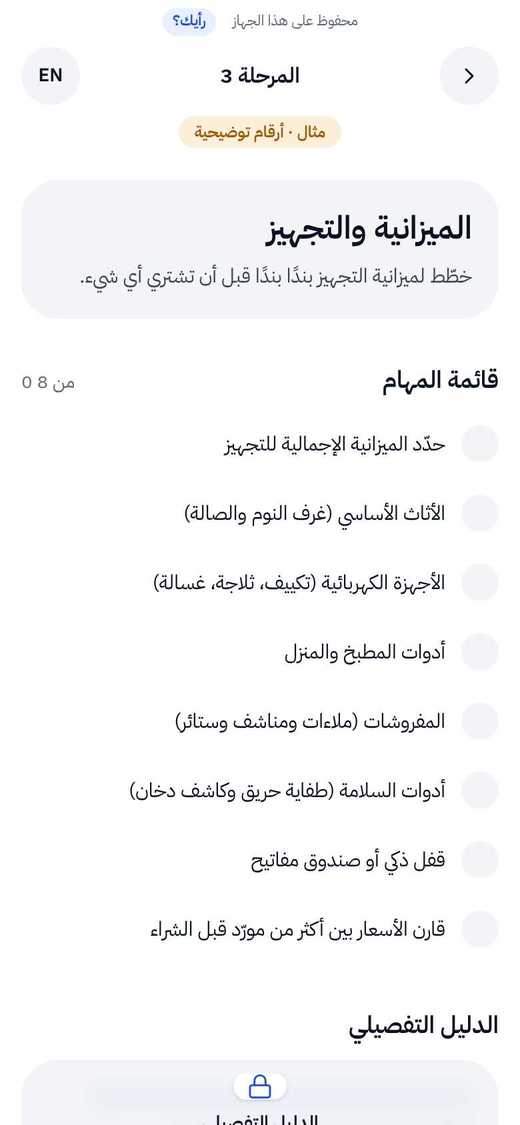 محفوظ على هذا الجهاز رأيك؟
المرحلة 3
EN
مثال · أرقام توضيحية
الميزانية والتجهيز
خطّط لميزانية التجهيز بندًا بندًا قبل أن تشتري أي شيء.
قائمة المهام
من 8 0
حدّد الميزانية الإجمالية للتجهيز
الأثاث الأساسي (غرف النوم والصالة)
الأجهزة الكهربائية (تكييف، ثلاجة، غسالة)
أدوات المطبخ والمنزل
المفروشات (ملاءات ومناشف وستائر)
أدوات السلامة (طفاية حريق وكاشف دخان)
قفل ذكي أو صندوق مفاتيح
قارن الأسعار بين أكثر من مورّد قبل الشراء
الدليل التفصيلي
الدليل التفصيلي